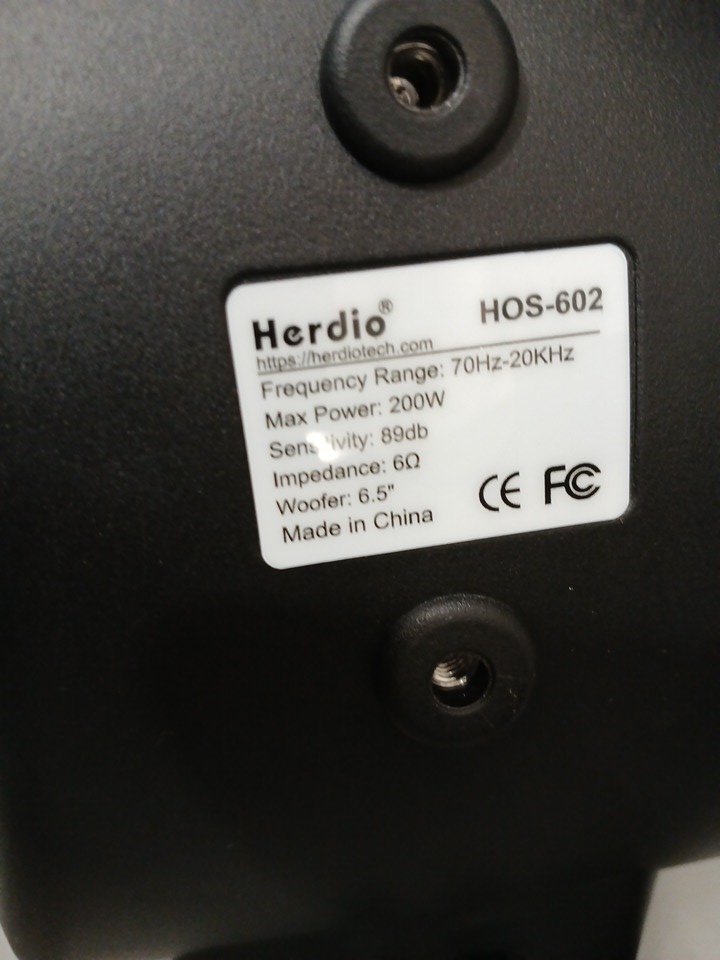 Herdio® HOS-602
https://herdiotech.com
Frequency Range: 70Hz-20KHz
Max Power: 200W
Sensitivity: 89db
Impedance: 6Ω
Woofer: 6.5"
Made in China
CE FC